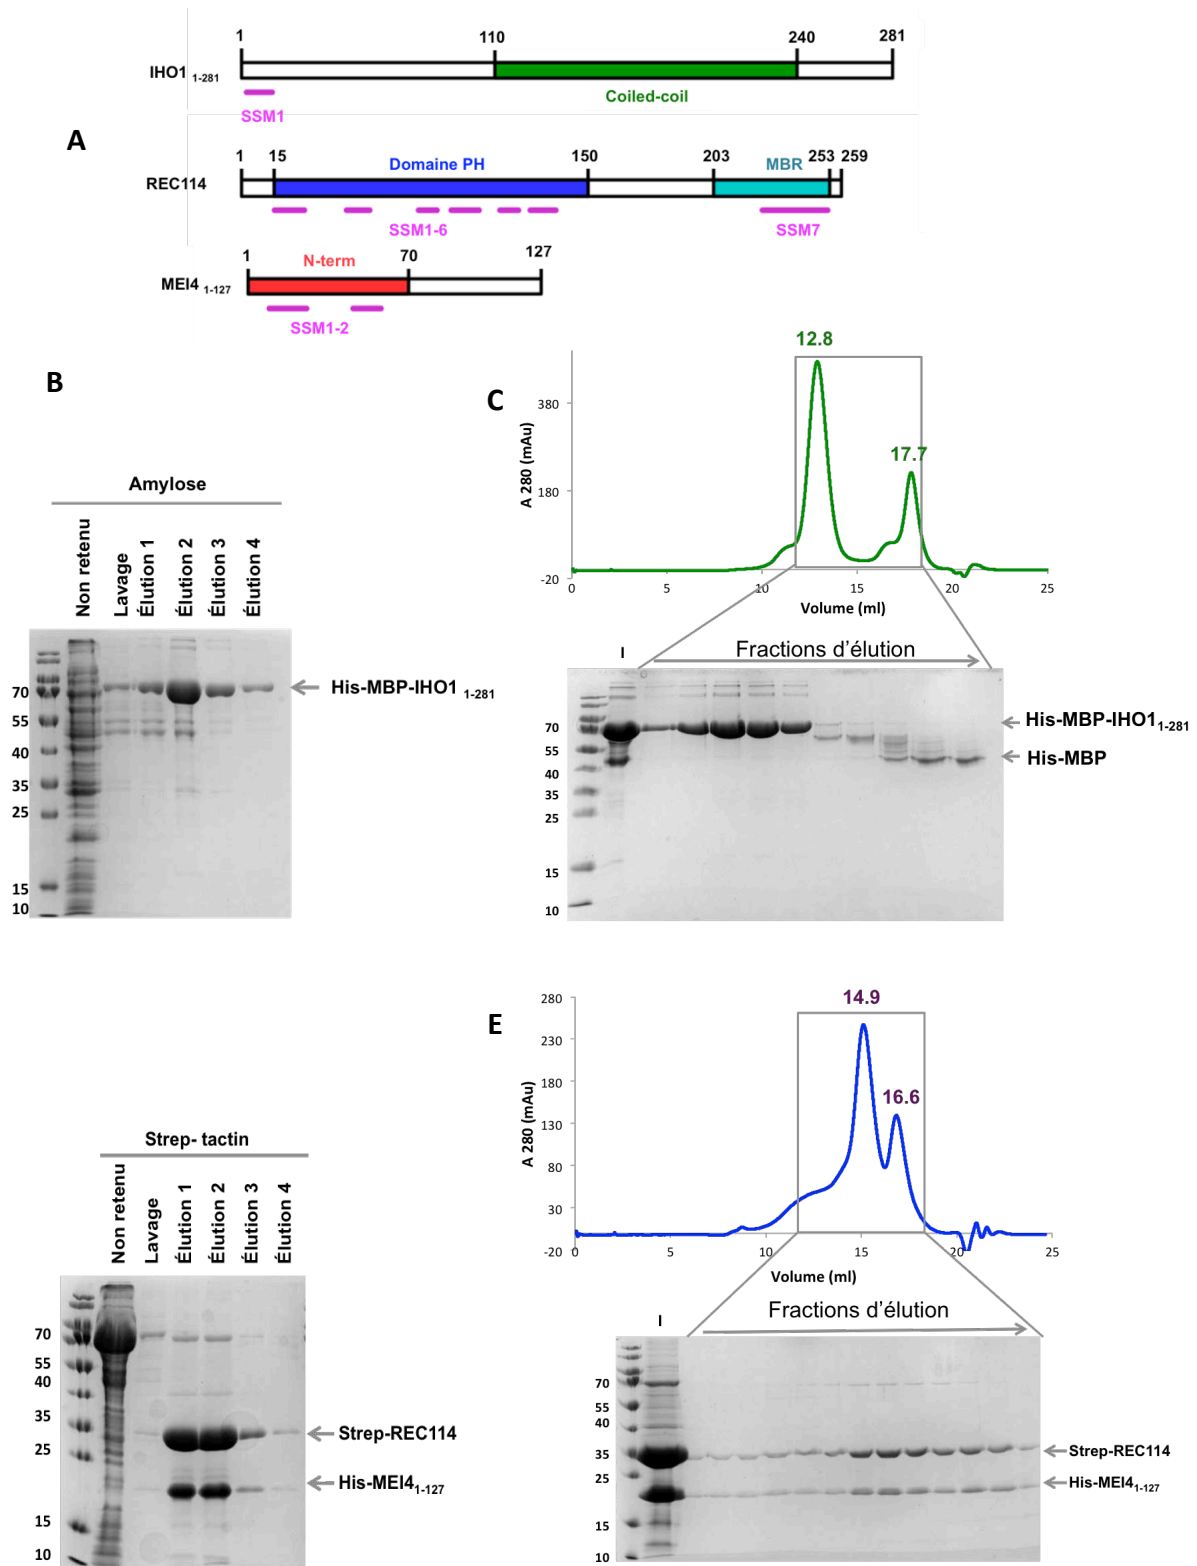 A
1 110 240 281
IHO1 1-281
Coiled-coil
SSM1
1 15 150 203 253 259
Domaine PH MBR
REC114
SSM1-6 SSM7
1 70 127
N-term
MEI4 1-127
SSM1-2
B
Amylose
Non retenu
Lavage
Élution 1
Élution 2
Élution 3
Élution 4
70
55
40
35
25
15
10
His-MBP-IHO1 1-281
C
12.8
17.7
A 280 (mAu)
380
180
-20
0 5 10 15 20 25
Volume (ml)
Fractions d'élution
I
70
55
40
35
25
15
10
His-MBP-IHO1 1-281
His-MBP
Strep- tactin
Non retenu
Lavage
Élution 1
Élution 2
Élution 3
Élution 4
70
55
40
35
25
15
10
Strep-REC114
His-MEI4 1-127
E
14.9
16.6
A 280 (mAu)
280
230
180
130
80
30
-20
0 5 10 15 20 25
Volume (ml)
Fractions d'élution
I
70
55
40
35
25
15
10
Strep-REC114
His-MEI4 1-127